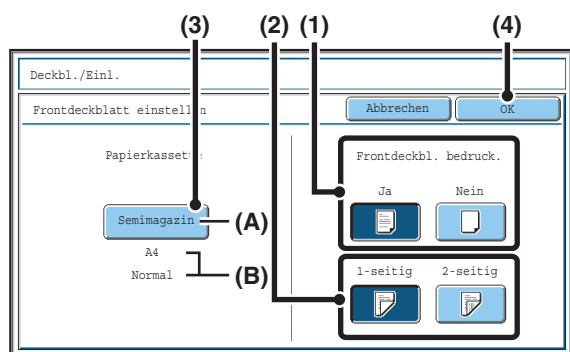 (3) (2) (1) (4)
Deckbl./Einl.
Frontdeckblatt einstellen
Abbrechen
OK
Papierkassette
Frontdeckbl. bedruck.
Ja Nein
Semimagazin
(A)
A4
Normal
(B)
1-seitig 2-seitig